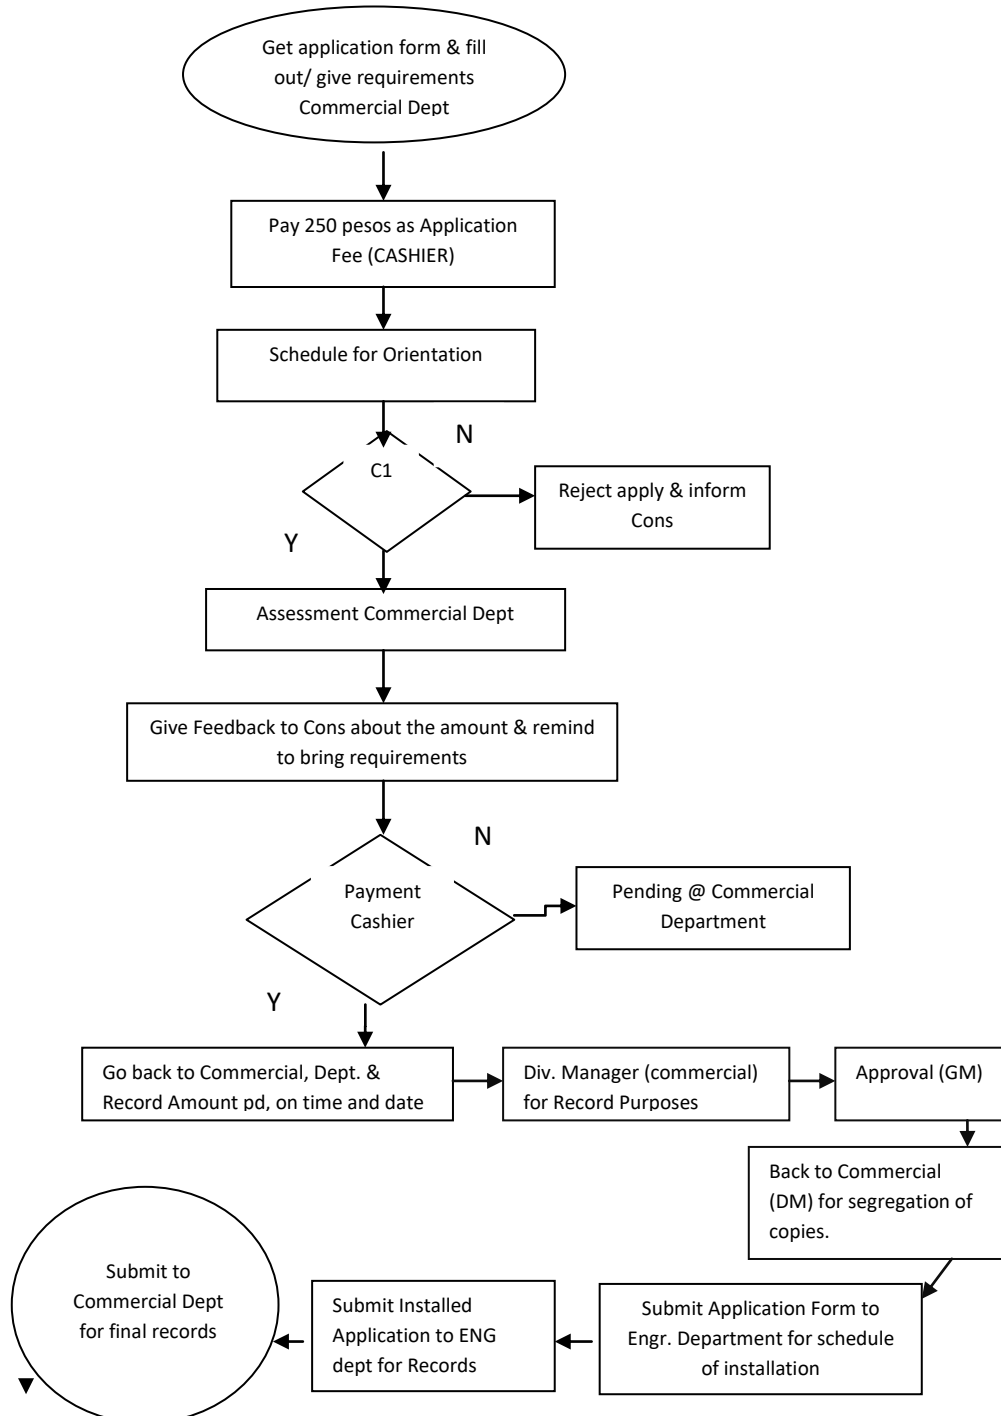 Get application form & fill
out/ give requirements
Commercial Dept
Pay 250 pesos as Application
Fee (CASHIER)
Schedule for Orientation
N
C1
Reject apply & inform
Cons
Y
Assessment Commercial Dept
Give Feedback to Cons about the amount & remind
to bring requirements
N
Payment
Cashier
Pending @ Commercial
Department
Y
Go back to Commercial, Dept. &
Record Amount pd, on time and date
Div. Manager (commercial)
for Record Purposes
Approval (GM)
Back to Commercial
(DM) for segregation of
copies.
Submit to
Commercial Dept
for final records
Submit Installed
Application to ENG
dept for Records
Submit Application Form to
Engr. Department for schedule
of installation